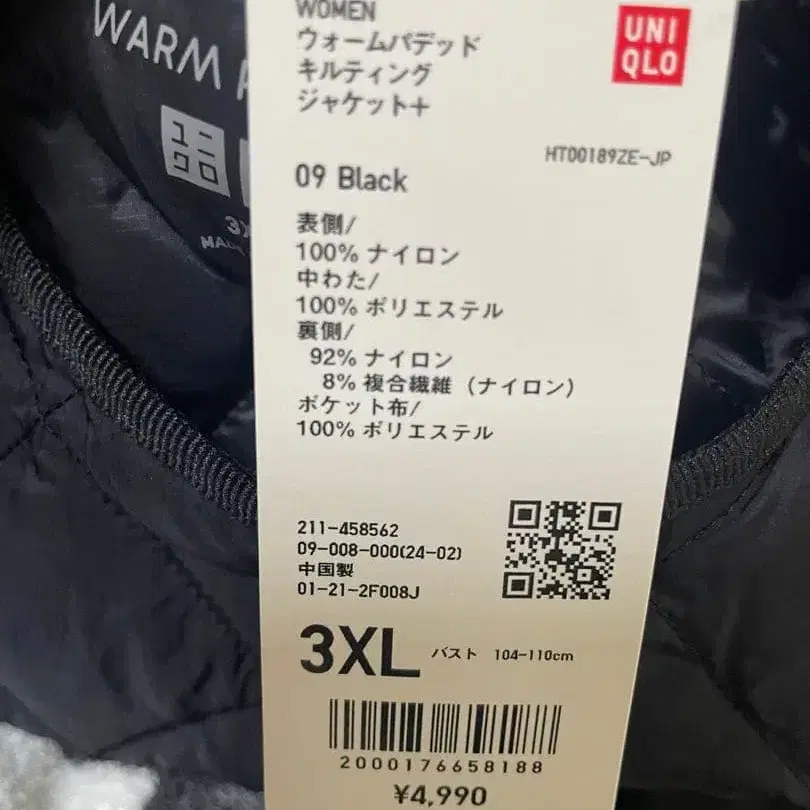 WARM
ユニ
クロ
WOMEN
ウォームパデッド
キルティング
ジャケット+
UNI
QLO
HT00189ZE-JP
09 Black
表側/
100% ナイロン
中わた/
100% ポリエステル
裏側/
92% ナイロン
8% 複合繊維（ナイロン）
ポケット布/
100% ポリエステル
211-458562
09-008-000(24-02)
中国製
01-21-2F008J
3XL バスト 104-110cm
2000176658188
¥4,990